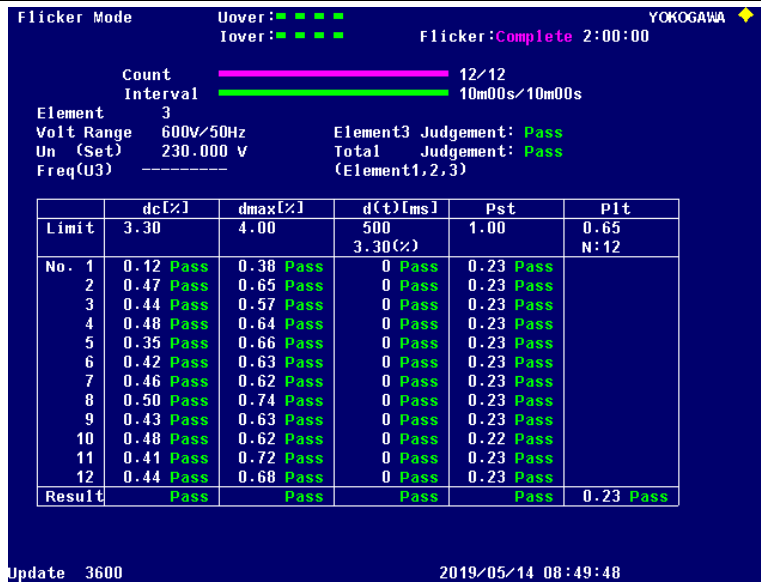 Flicker Mode Uover: YOKOGAWA
Iover: Flicker:Complete 2:00:00
Count 12/12
Interval 10m00s/10m00s
Element 3
Volt Range 600V/50Hz Element3 Judgement: Pass
Un (Set) 230.000 V Total Judgement: Pass
Freq(U3) ---------- (Element1,2,3)
dc[%] dmax[%] d(t)[ms] Pst Plt
Limit 3.30 4.00 500 1.00 0.65
3.30(%) N:12
No. 1 0.12 Pass 0.38 Pass 0 Pass 0.23 Pass
2 0.47 Pass 0.65 Pass 0 Pass 0.23 Pass
3 0.44 Pass 0.57 Pass 0 Pass 0.23 Pass
4 0.48 Pass 0.64 Pass 0 Pass 0.23 Pass
5 0.35 Pass 0.66 Pass 0 Pass 0.23 Pass
6 0.42 Pass 0.63 Pass 0 Pass 0.23 Pass
7 0.46 Pass 0.62 Pass 0 Pass 0.23 Pass
8 0.50 Pass 0.74 Pass 0 Pass 0.23 Pass
9 0.43 Pass 0.63 Pass 0 Pass 0.23 Pass
10 0.48 Pass 0.62 Pass 0 Pass 0.22 Pass
11 0.41 Pass 0.72 Pass 0 Pass 0.23 Pass
12 0.44 Pass 0.68 Pass 0 Pass 0.23 Pass
Result Pass Pass Pass Pass 0.23 Pass
Update 3600 2019/05/14 08:49:48